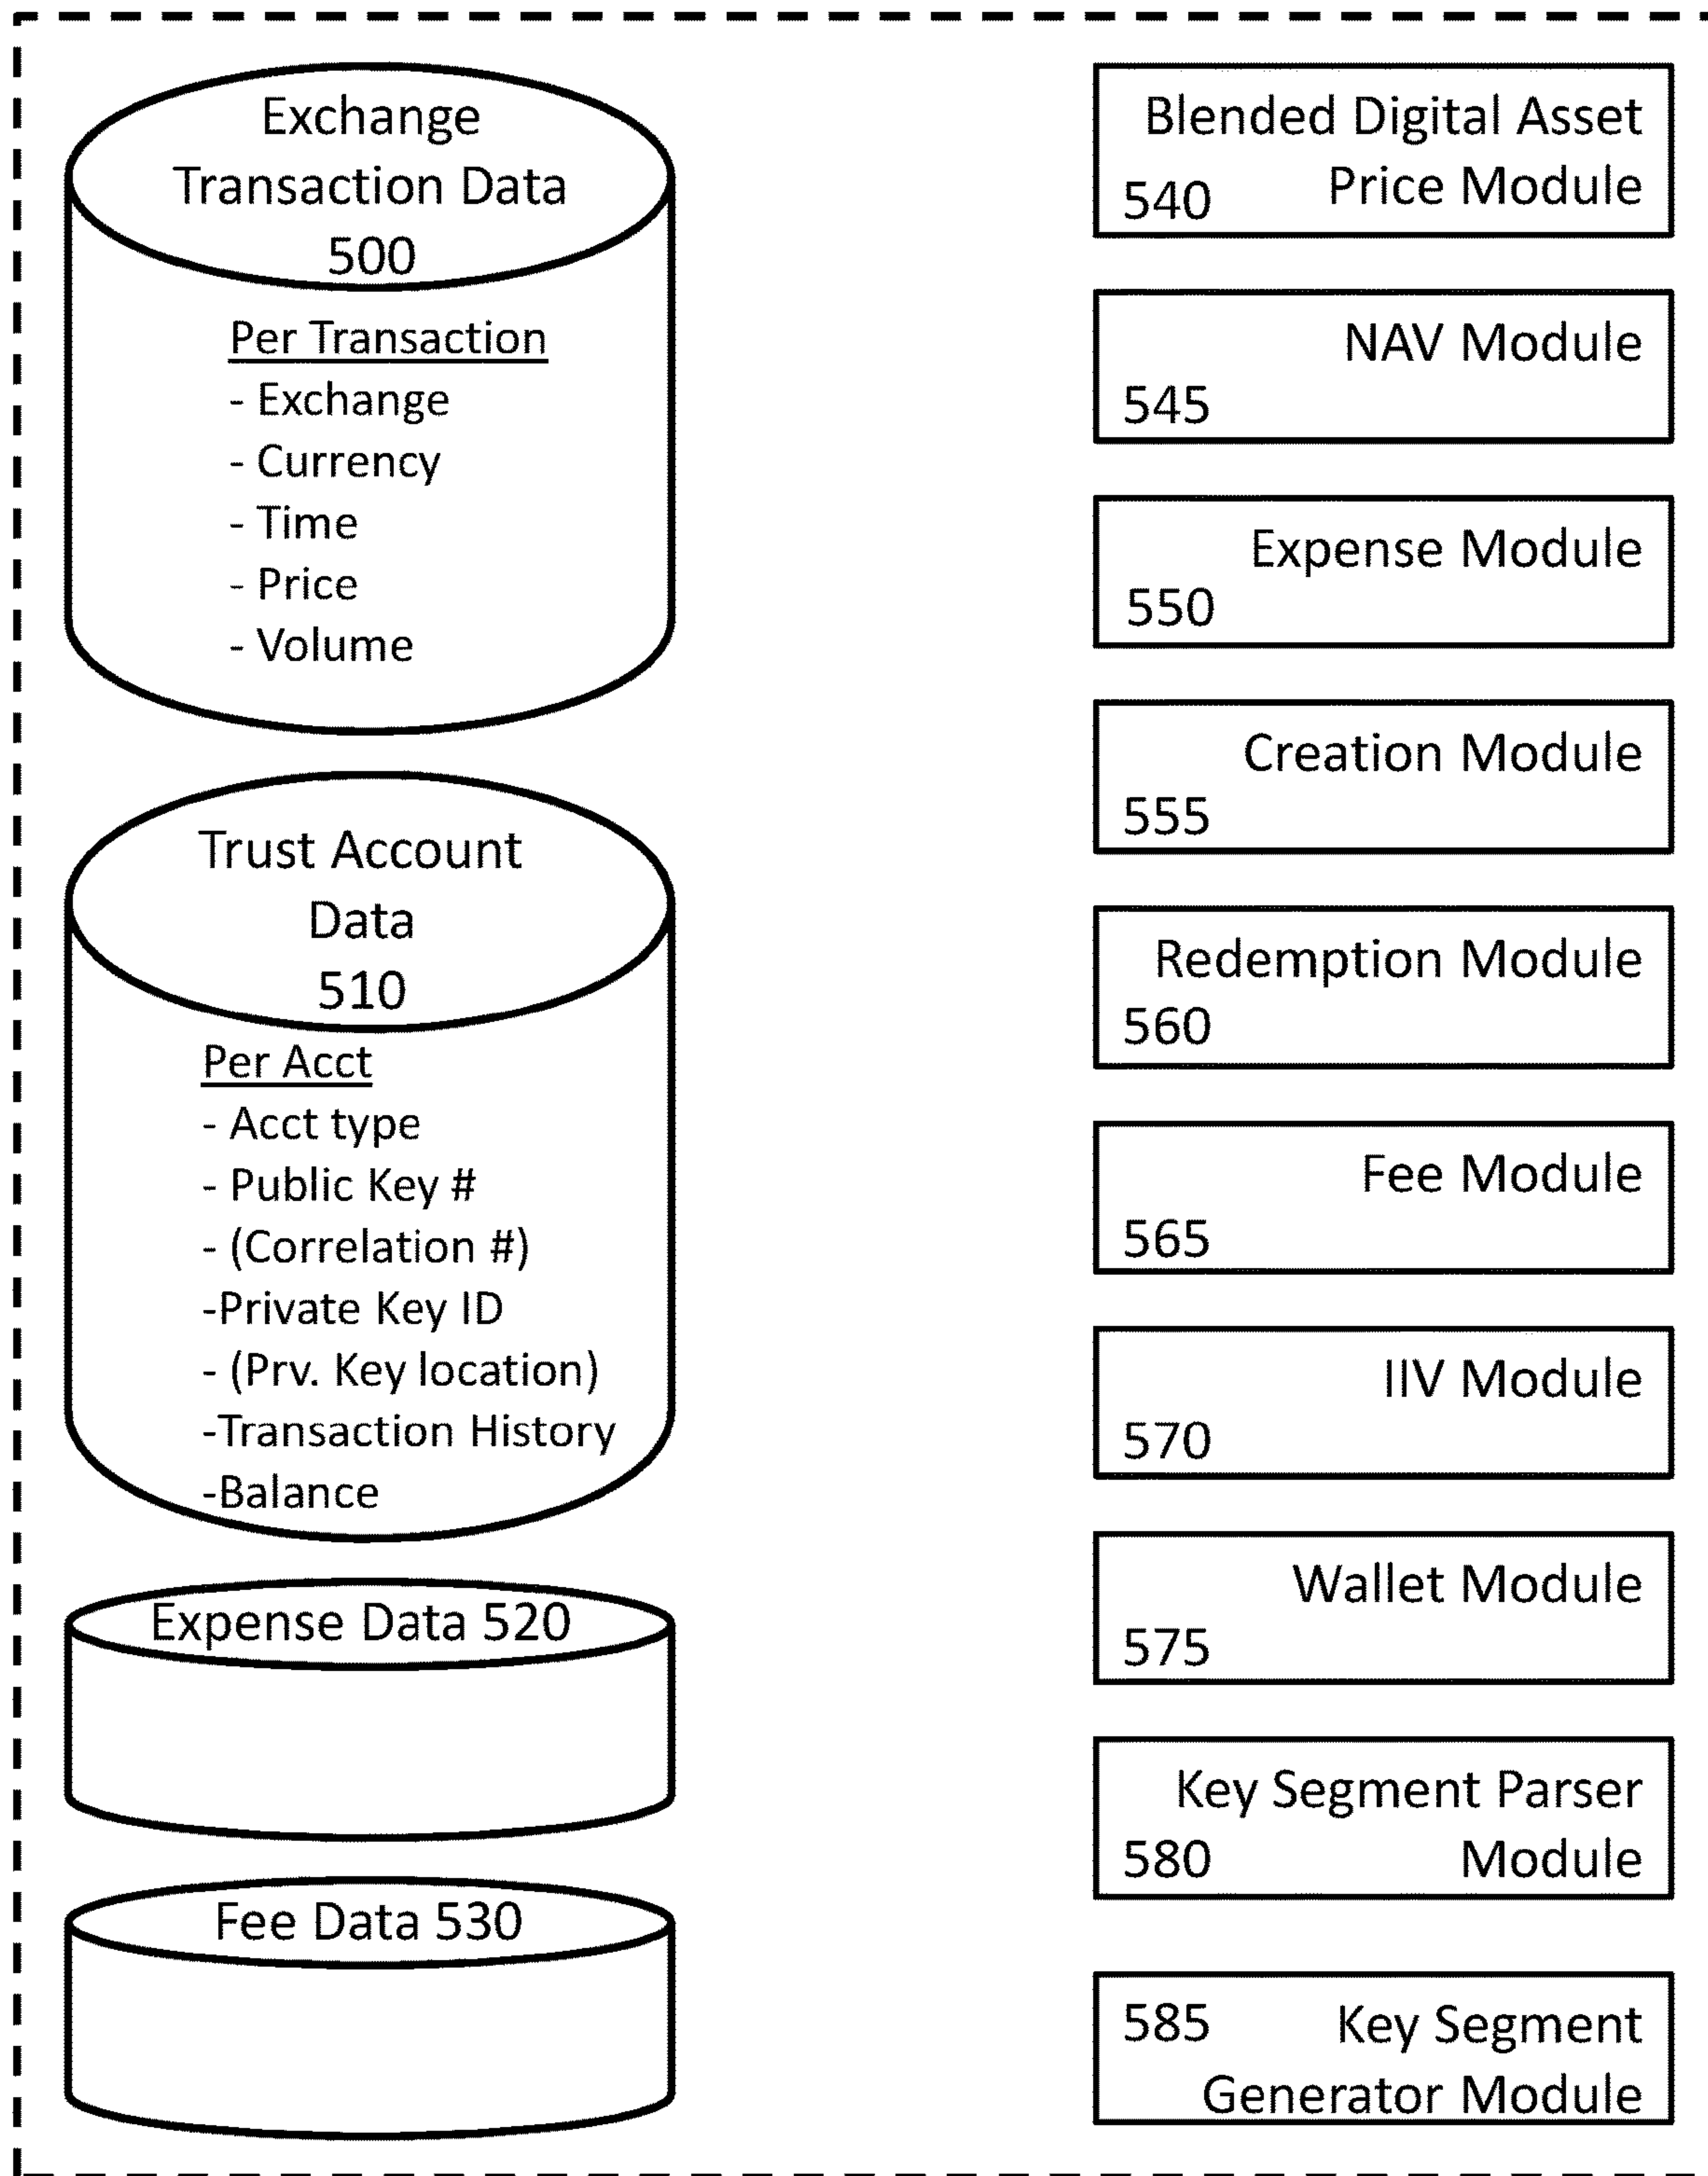 Exchange
Transaction Data
500
Per Transaction
- Exchange
- Currency
- Time
- Price
- Volume
Trust Account
Data
510
Per Acct
- Acct type
- Public Key #
- (Correlation #)
-Private Key ID
- (Prv. Key location)
-Transaction History
-Balance
Expense Data 520
Fee Data 530
Blended Digital Asset
540 Price Module
NAV Module
545
Expense Module
550
Creation Module
555
Redemption Module
560
Fee Module
565
IIV Module
570
Wallet Module
575
Key Segment Parser
580 Module
585 Key Segment
Generator Module